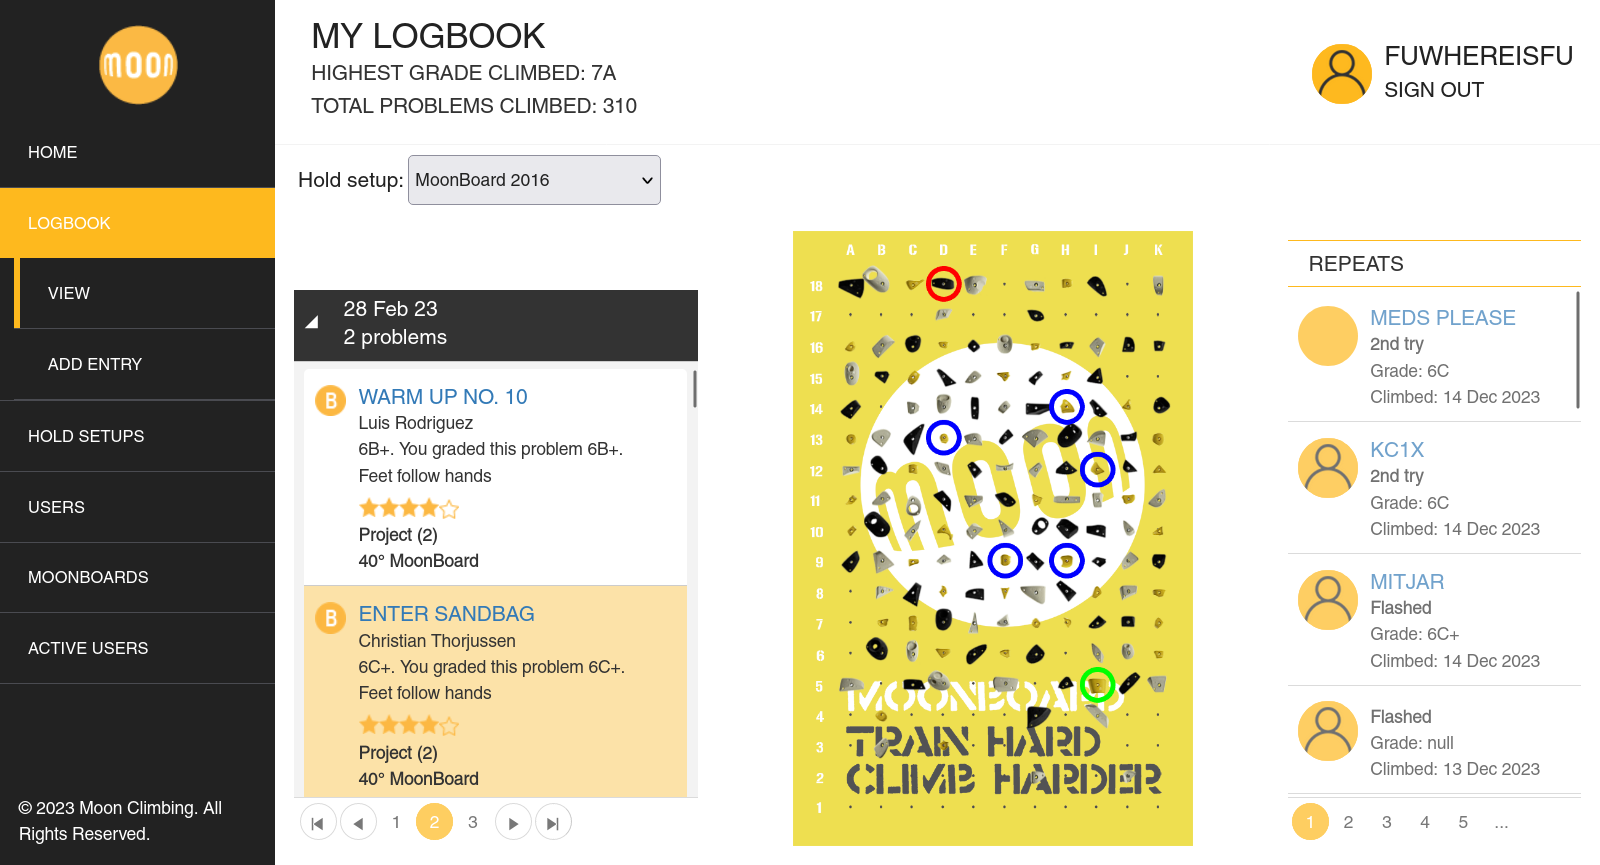 moon
HOME
LOGBOOK
VIEW
ADD ENTRY
HOLD SETUPS
USERS
MOONBOARDS
ACTIVE USERS
© 2023 Moon Climbing. All
Rights Reserved.
MY LOGBOOK
HIGHEST GRADE CLIMBED: 7A
TOTAL PROBLEMS CLIMBED: 310
FUWHEREISFU
SIGN OUT
Hold setup: MoonBoard 2016
28 Feb 23
2 problems
B WARM UP NO. 10
Luis Rodriguez
6B+. You graded this problem 6B+.
Feet follow hands
Project (2)
40° MoonBoard
B ENTER SANDBAG
Christian Thorjussen
6C+. You graded this problem 6C+.
Feet follow hands
Project (2)
40° MoonBoard
1 2 3
A B C D E F G H I J K
18
17
16
15
14
13
12
11
10
9
8
7
6
5
4
3
2
1
moon
MOONBOARD
TRAIN HARD
CLIMB HARDER
REPEATS
MEDS PLEASE
2nd try
Grade: 6C
Climbed: 14 Dec 2023
KC1X
2nd try
Grade: 6C
Climbed: 14 Dec 2023
MITJAR
Flashed
Grade: 6C+
Climbed: 14 Dec 2023
Flashed
Grade: null
Climbed: 13 Dec 2023
1 2 3 4 5 ...